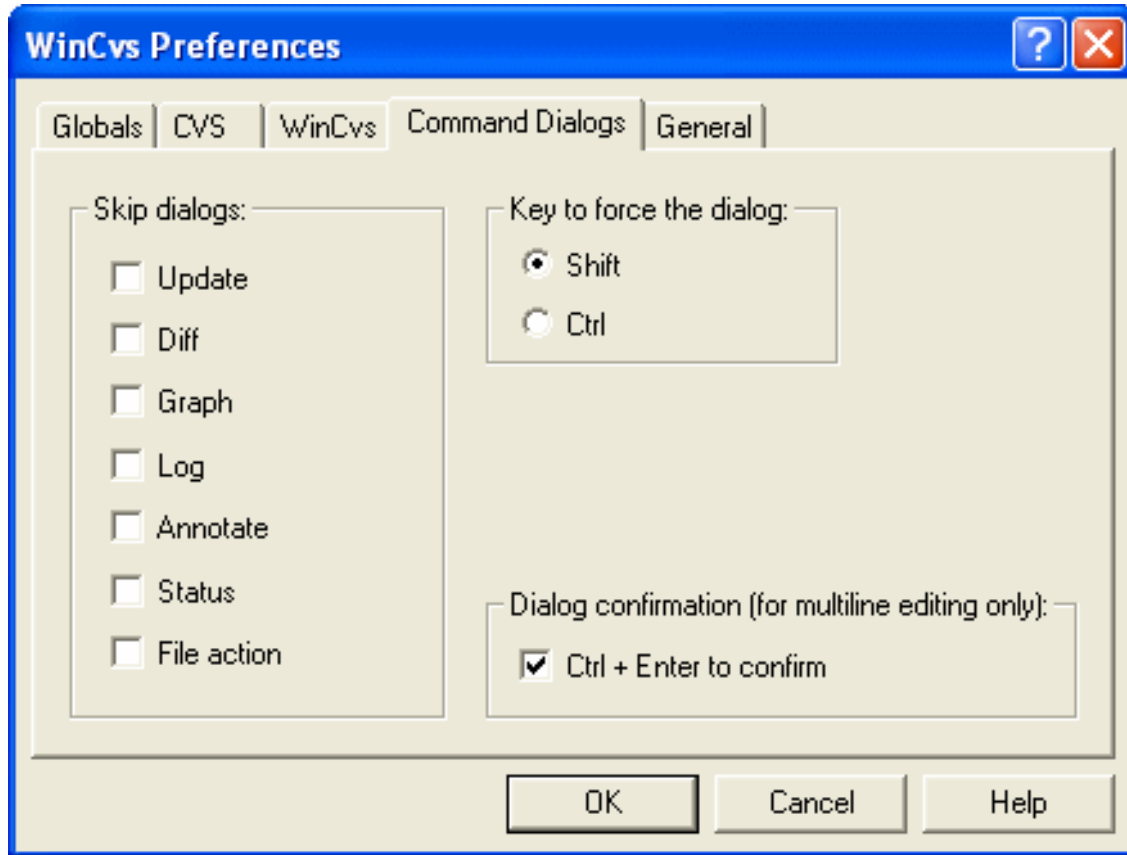 WinCvs Preferences
Globals CVS WinCvs Command Dialogs General
Skip dialogs:
Update
Diff
Graph
Log
Annotate
Status
File action
Key to force the dialog:
Shift
Ctrl
Dialog confirmation (for multiline editing only):
Ctrl + Enter to confirm
OK Cancel Help